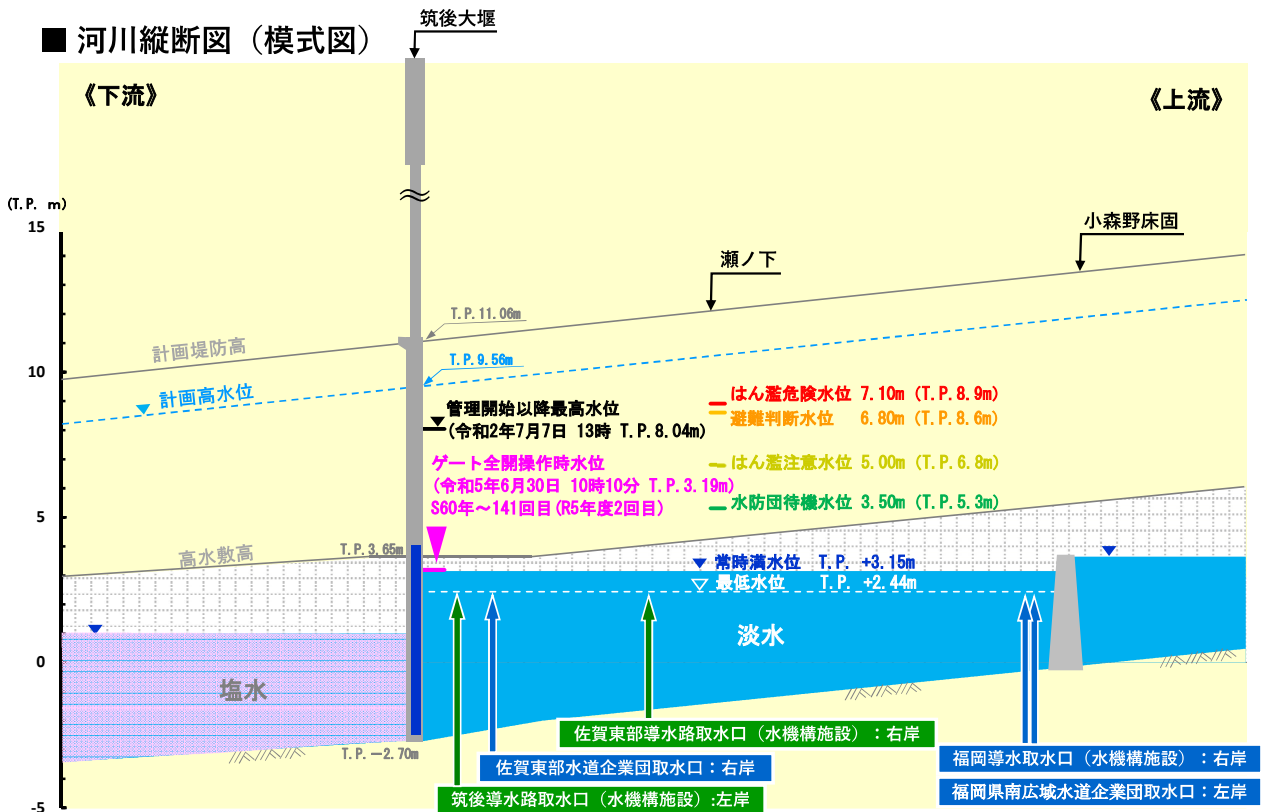 筑後大堰
■ 河川縦断図（模式図）
《下流》
《上流》
(T.P. m)
15
10
5
0
-5
小森野床固
瀬ノ下
T.P.11.06m
計画堤防高
T.P.9.56m
計画高水位
はん濫危険水位 7.10m (T.P.8.9m)
避難判断水位 6.80m (T.P.8.6m)
はん濫注意水位 5.00m (T.P.6.8m)
水防団待機水位 3.50m (T.P.5.3m)
管理開始以降最高水位
(令和2年7月7日 13時 T.P.8.04m)
ゲート全開操作時水位
(令和5年6月30日 10時10分 T.P.3.19m)
S60年～141回目(R5年度2回目)
高水敷高
T.P.3.65m
常時満水位 T.P. +3.15m
最低水位 T.P. +2.44m
淡水
塩水
T.P.－2.70m
佐賀東部導水路取水口（水機構施設）：右岸
佐賀東部水道企業団取水口：右岸
筑後導水路取水口（水機構施設）:左岸
福岡導水取水口（水機構施設）：右岸
福岡県南広域水道企業団取水口：左岸